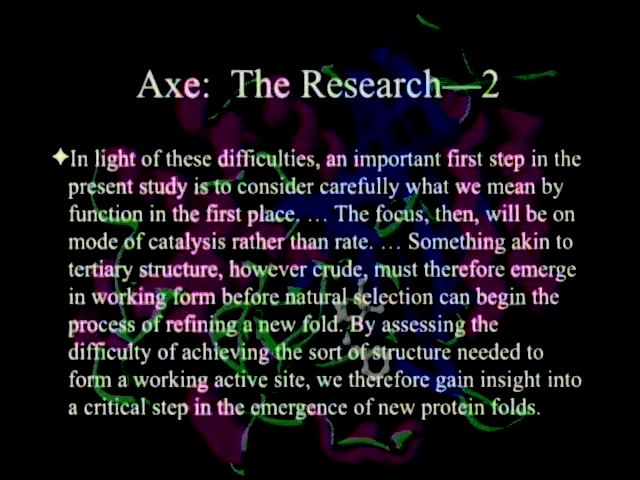 Axe: The Research—2
✦In light of these difficulties, an important first step in the
present study is to consider carefully what we mean by
function in the first place. … The focus, then, will be on
mode of catalysis rather than rate. … Something akin to
tertiary structure, however crude, must therefore emerge
in working form before natural selection can begin the
process of refining a new fold. By assessing the
difficulty of achieving the sort of structure needed to
form a working active site, we therefore gain insight into
a critical step in the emergence of new protein folds.